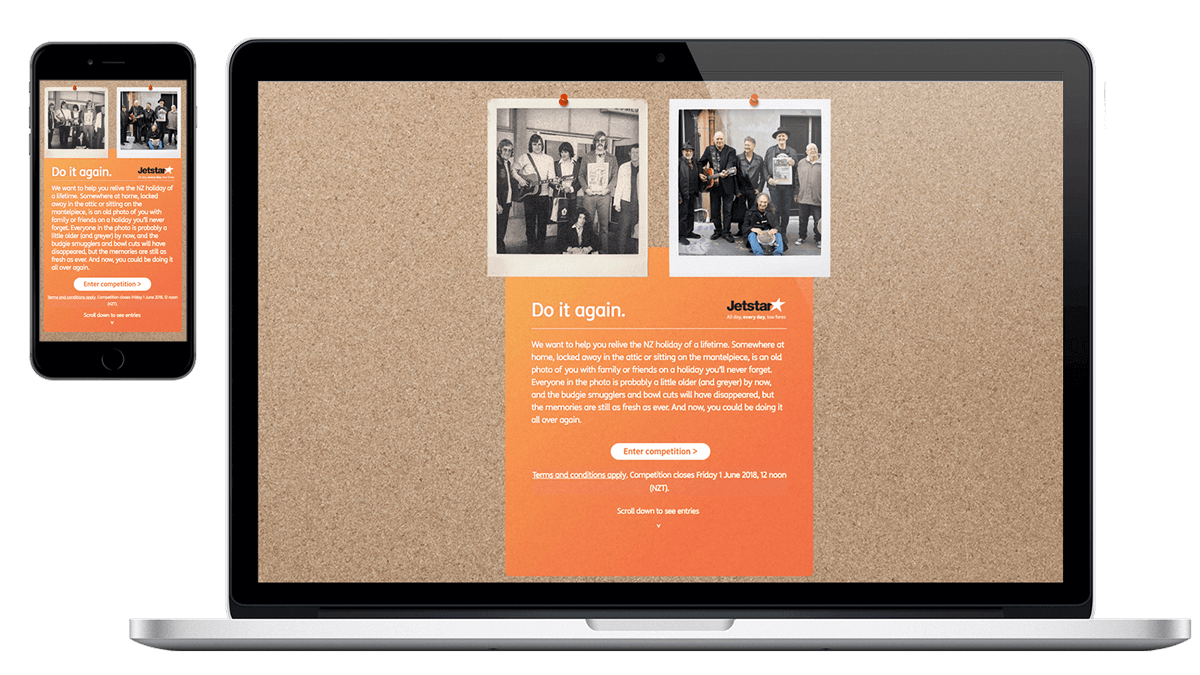 Do it again.
Jetstar
All day, every day, low fares
We want to help you relive the NZ holiday of
a lifetime. Somewhere at home, locked
away in the attic or sitting on the
mantelpiece, is an old photo of you with
family or friends on a holiday you'll never
forget. Everyone in the photo is probably a
little older (and greyer) by now, and the
budgie smugglers and bowl cuts will have
disappeared, but the memories are still as
fresh as ever. And now, you could be doing it
all over again.
Enter competition >
Terms and conditions apply. Competition closes Friday 1 June 2018, 12 noon
(NZT).
Scroll down to see entries
v
Do it again.
Jetstar
All day, every day, low fares
We want to help you relive the NZ holiday of a lifetime. Somewhere at
home, locked away in the attic or sitting on the mantelpiece, is an old
photo of you with family or friends on a holiday you'll never forget.
Everyone in the photo is probably a little older (and greyer) by now,
and the budgie smugglers and bowl cuts will have disappeared, but
the memories are still as fresh as ever. And now, you could be doing it
all over again.
Enter competition >
Terms and conditions apply. Competition closes Friday 1 June 2018, 12 noon
(NZT).
Scroll down to see entries
v